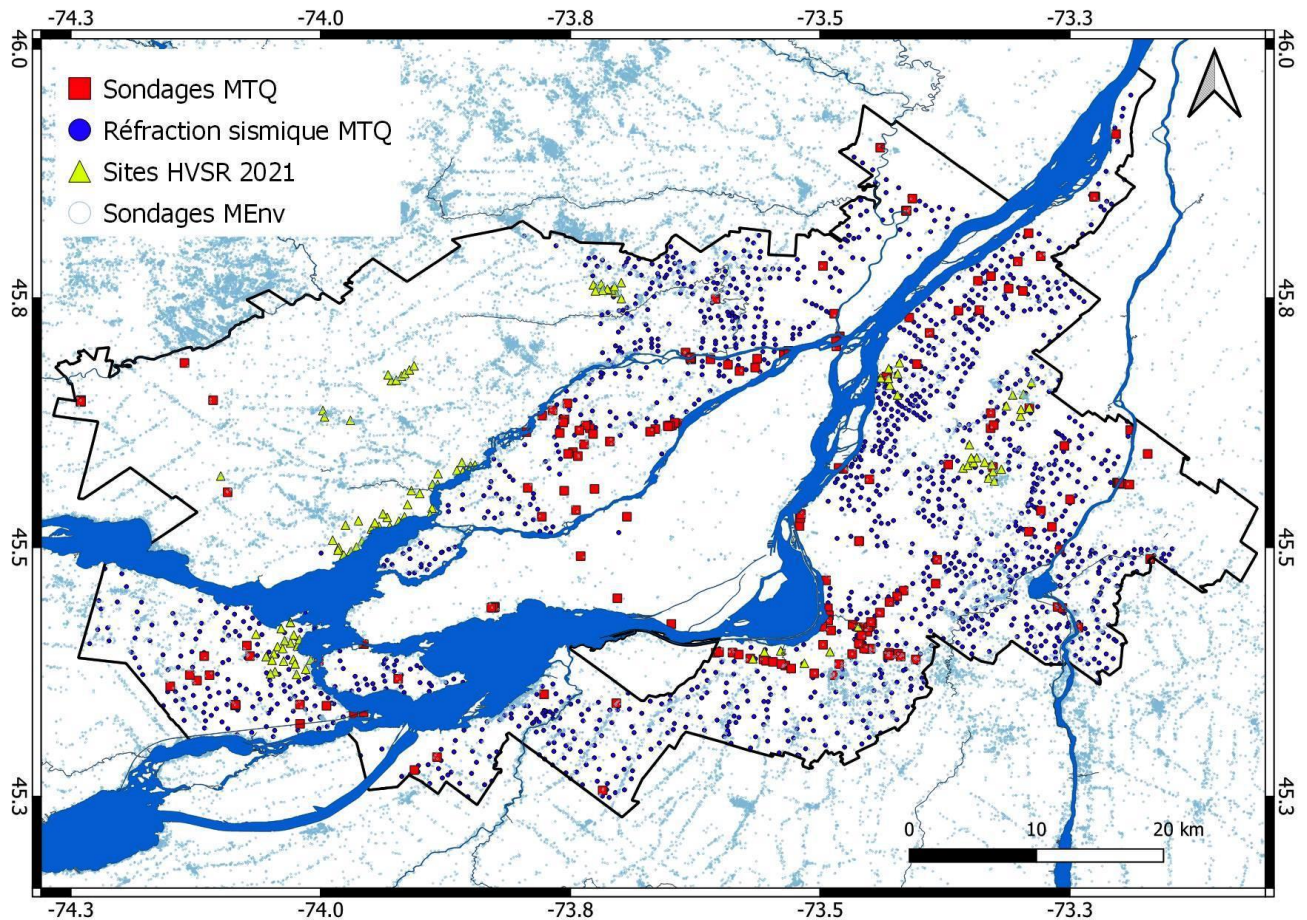 -74.3 -74.0 -73.8 -73.5 -73.3
46.0 46.0
Sondages MTQ
Réfraction sismique MTQ
Sites HVSR 2021
Sondages MEnv
45.8 45.8
45.5 45.5
45.3 45.3
0 10 20 km
-74.3 -74.0 -73.8 -73.5 -73.3